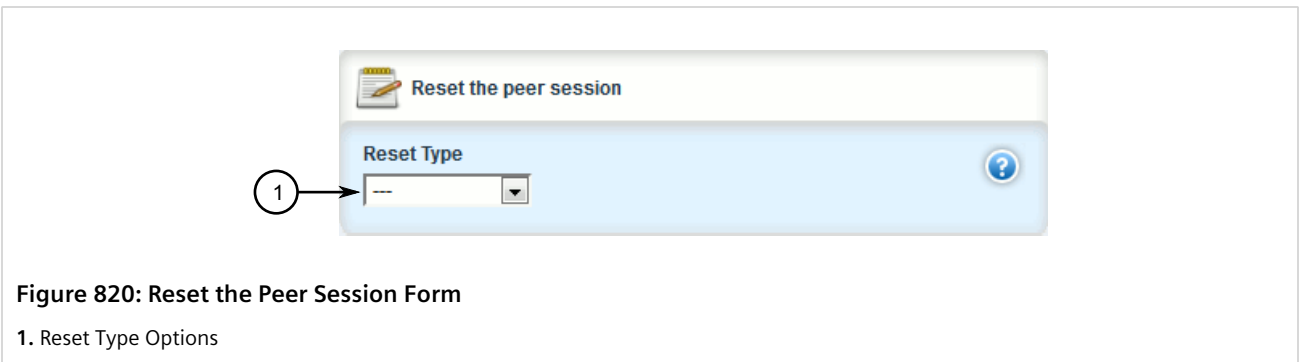 Reset the peer session
Reset Type
1
---
?
Figure 820: Reset the Peer Session Form
1. Reset Type Options